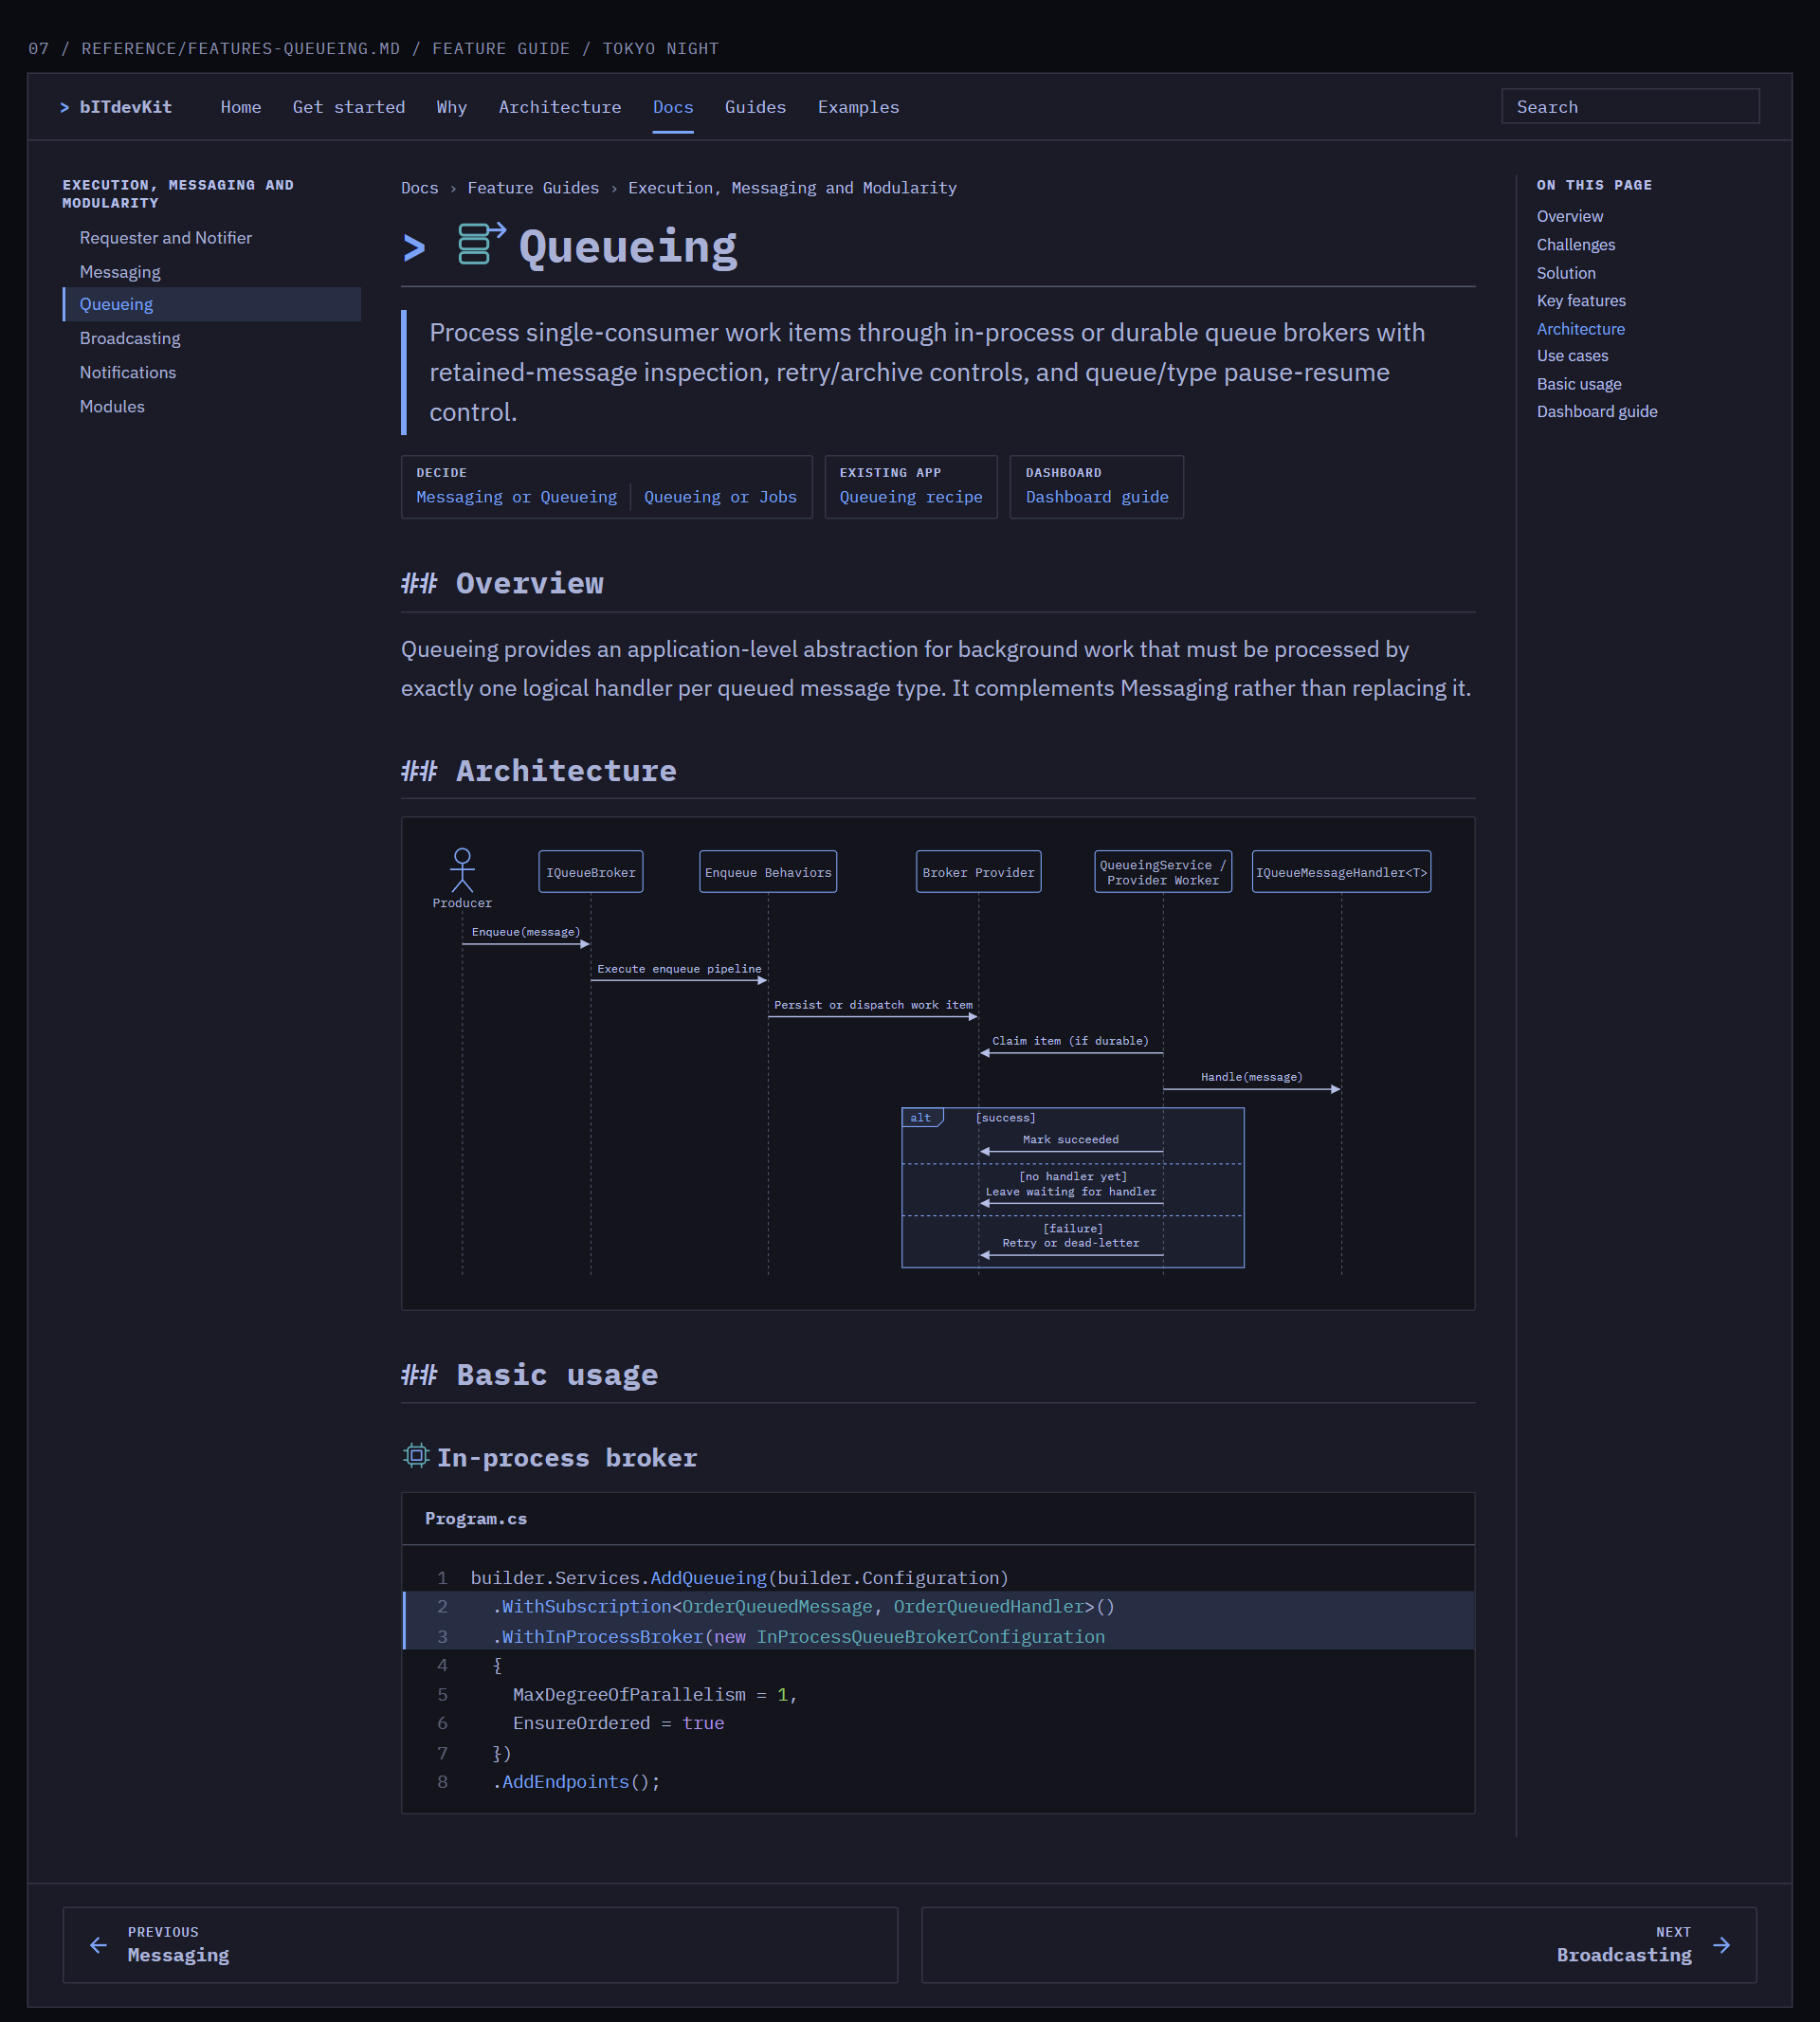 07 / REFERENCE/FEATURES-QUEUEING.MD / FEATURE GUIDE / TOKYO NIGHT
> bITdevKit Home Get started Why Architecture Docs Guides Examples Search
EXECUTION, MESSAGING AND
MODULARITY
Requester and Notifier
Messaging
Queueing
Broadcasting
Notifications
Modules
Docs › Feature Guides › Execution, Messaging and Modularity
> Queueing
Process single-consumer work items through in-process or durable queue brokers with
retained-message inspection, retry/archive controls, and queue/type pause-resume
control.
DECIDE
Messaging or Queueing Queueing or Jobs
EXISTING APP
Queueing recipe
DASHBOARD
Dashboard guide
## Overview
Queueing provides an application-level abstraction for background work that must be processed by
exactly one logical handler per queued message type. It complements Messaging rather than replacing it.
## Architecture
Producer
IQueueBroker
Enqueue Behaviors
Broker Provider
QueueingService /
Provider Worker
IQueueMessageHandler<T>
Enqueue(message)
Execute enqueue pipeline
Persist or dispatch work item
Claim item (if durable)
Handle(message)
alt [success]
Mark succeeded
[no handler yet]
Leave waiting for handler
[failure]
Retry or dead-letter
## Basic usage
In-process broker
Program.cs
1 builder.Services.AddQueueing(builder.Configuration)
2 .WithSubscription<OrderQueuedMessage, OrderQueuedHandler>()
3 .WithInProcessBroker(new InProcessQueueBrokerConfiguration
4 {
5 MaxDegreeOfParallelism = 1,
6 EnsureOrdered = true
7 })
8 .AddEndpoints();
ON THIS PAGE
Overview
Challenges
Solution
Key features
Architecture
Use cases
Basic usage
Dashboard guide
PREVIOUS
Messaging
NEXT
Broadcasting